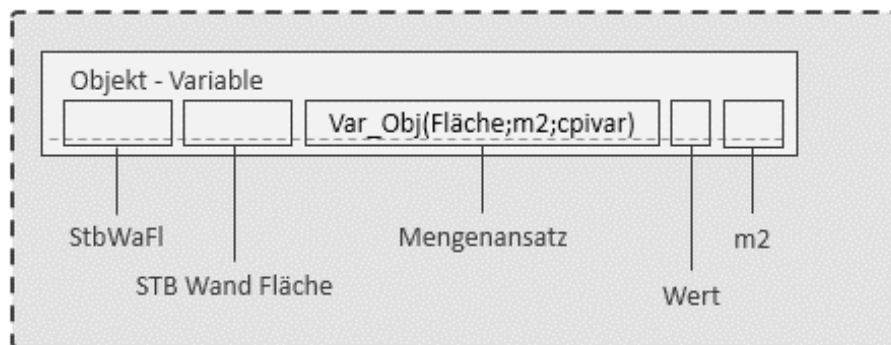 Objekt - Variable
Var_Obj(Fläche;m2;cpivar)
StbWaFl
Mengenansatz
m2
STB Wand Fläche
Wert